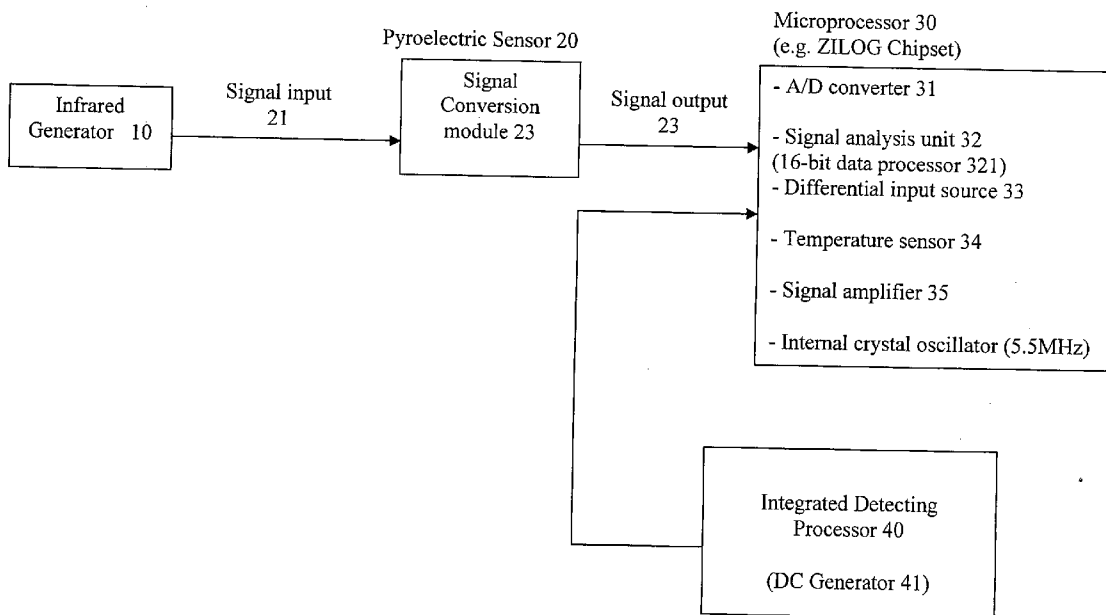 Infrared
Generator 10
Signal input
21
Pyroelectric Sensor 20
Signal
Conversion
module 23
Signal output
23
Microprocessor 30
(e.g. ZILOG Chipset)
- A/D converter 31
- Signal analysis unit 32
(16-bit data processor 321)
- Differential input source 33
- Temperature sensor 34
- Signal amplifier 35
- Internal crystal oscillator (5.5MHz)
Integrated Detecting
Processor 40
(DC Generator 41)